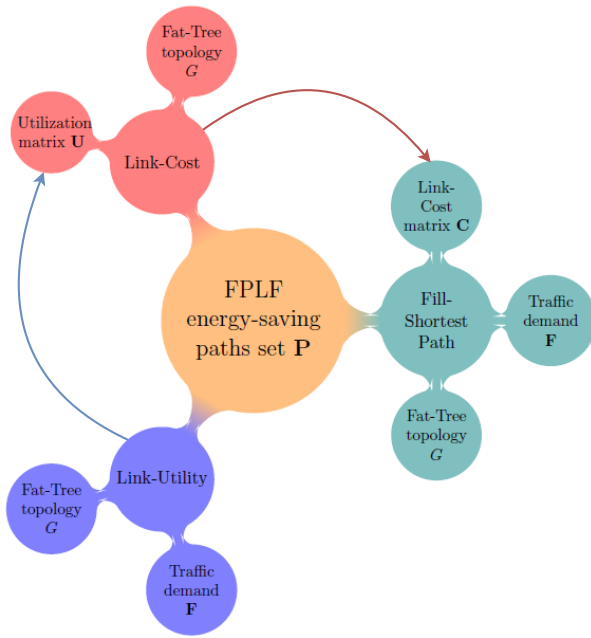 Fat-Tree
topology
G
Utilization
matrix U
Link-Cost
Link-
Cost
matrix C
FPLF
energy-saving
paths set P
Fill-
Shortest
Path
Traffic
demand
F
Fat-Tree
topology
G
Link-Utility
Fat-Tree
topology
G
Traffic
demand
F